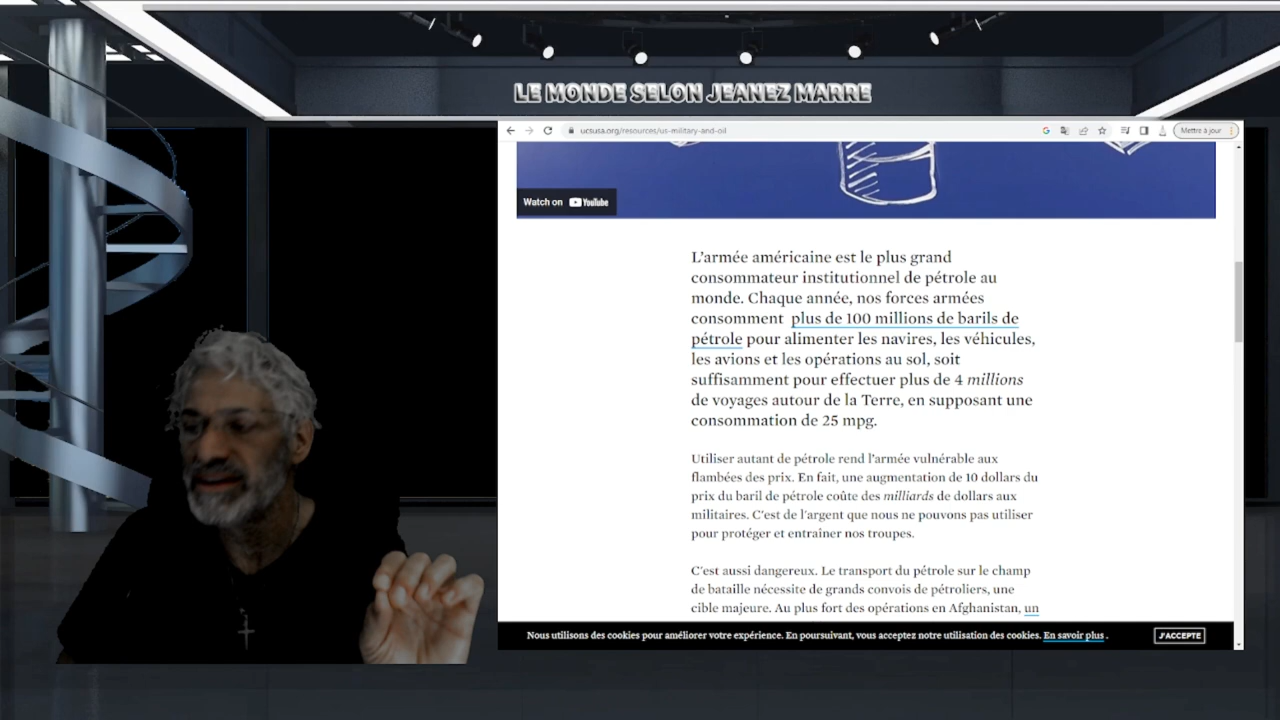 LE MONDE SELON JEANEZ MARRE
ucsusa.org/resources/us-military-and-oil
Mettre à jour
Watch on YouTube
L'armée américaine est le plus grand
consommateur institutionnel de pétrole au
monde. Chaque année, nos forces armées
consomment plus de 100 millions de barils de
pétrole pour alimenter les navires, les véhicules,
les avions et les opérations au sol, soit
suffisamment pour effectuer plus de 4 millions
de voyages autour de la Terre, en supposant une
consommation de 25 mpg.
Utiliser autant de pétrole rend l'armée vulnérable aux
flambées des prix. En fait, une augmentation de 10 dollars du
prix du baril de pétrole coûte des milliards de dollars aux
militaires. C'est de l'argent que nous ne pouvons pas utiliser
pour protéger et entraîner nos troupes.
C'est aussi dangereux. Le transport du pétrole sur le champ
de bataille nécessite de grands convois de pétroliers, une
cible majeure. Au plus fort des opérations en Afghanistan, un
Nous utilisons des cookies pour améliorer votre expérience. En poursuivant, vous acceptez notre utilisation des cookies. En savoir plus .
J'ACCEPTE